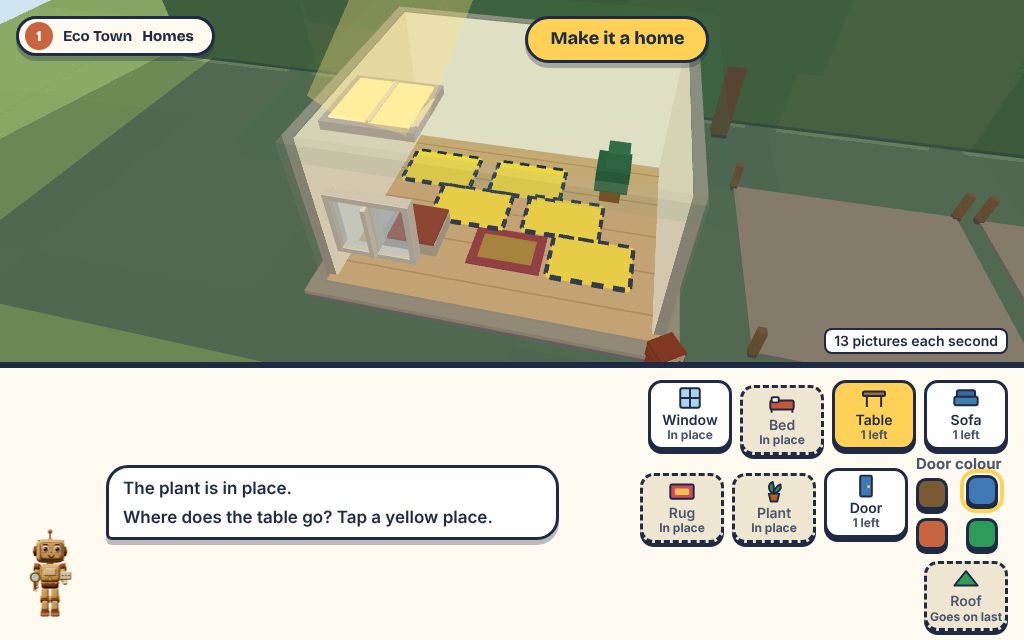 1 Eco Town Homes
Make it a home
13 pictures each second
The plant is in place.
Where does the table go? Tap a yellow place.
Window
In place
Bed
In place
Table
1 left
Sofa
1 left
Rug
In place
Plant
In place
Door
1 left
Door colour
Roof
Goes on last